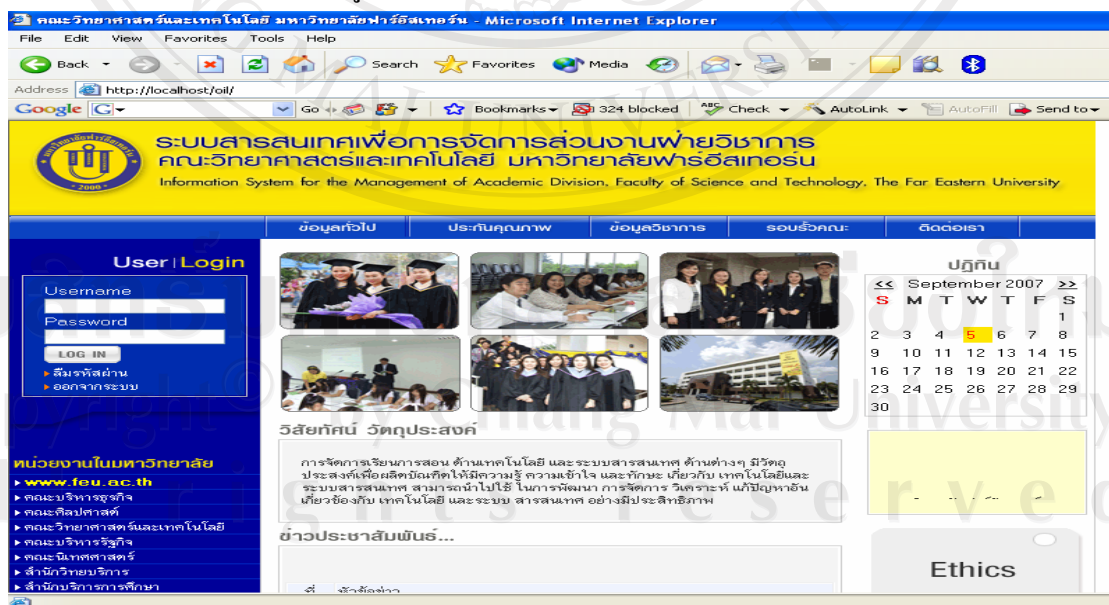 คณะวิทยาศาสตร์และเทคโนโลยี มหาวิทยาลัยฟาร์อีสเทอร์น - Microsoft Internet Explorer
File Edit View Favorites Tools Help
Back Search Favorites Media
Address http://localhost/oil/
Google G Go Bookmarks 324 blocked ABC Check AutoLink AutoFill Send to
ระบบสารสนเทศเพื่อการจัดการส่วนงานฝ่ายวิชาการ
คณะวิทยาศาสตร์และเทคโนโลยี มหาวิทยาลัยฟาร์อีสเทอร์น
Information System for the Management of Academic Division, Faculty of Science and Technology, The Far Eastern University
ข้อมูลทั่วไป ประกันคุณภาพ ข้อมูลวิชาการ รอบรั้วคณะ ติดต่อเรา
User | Login
Username
Password
LOG IN
ลืมรหัสผ่าน
ออกจากระบบ
หน่วยงานในมหาวิทยาลัย
www.feu.ac.th
คณะบริหารธุรกิจ
คณะศิลปศาสต์
คณะวิทยาศาสตร์และเทคโนโลยี
คณะบริหารรัฐกิจ
คณะนิเทศศาสตร์
สำนักวิทยบริการ
สำนักบริการการศึกษา
วิสัยทัศน์ วัตถุประสงค์
การจัดการเรียนการสอน ด้านเทคโนโลยี และระบบสารสนเทศ ด้านต่างๆ มีวัตถุ
ประสงค์เพื่อผลิตบัณฑิตให้มีความรู้ ความเข้าใจ และทักษะ เกี่ยวกับ เทคโนโลยีและ
ระบบสารสนเทศ สามารถนำไปใช้ ในการพัฒนา การจัดการ วิเคราะห์ แก้ปัญหาอัน
เกี่ยวข้องกับ เทคโนโลยี และระบบ สารสนเทศ อย่างมีประสิทธิภาพ
ข่าวประชาสัมพันธ์...
ที่ หัวข้อข่าว
ปฎิทิน
<< September 2007 >>
S M T W T F S
1
2 3 4 5 6 7 8
9 10 11 12 13 14 15
16 17 18 19 20 21 22
23 24 25 26 27 28 29
30
Ethics